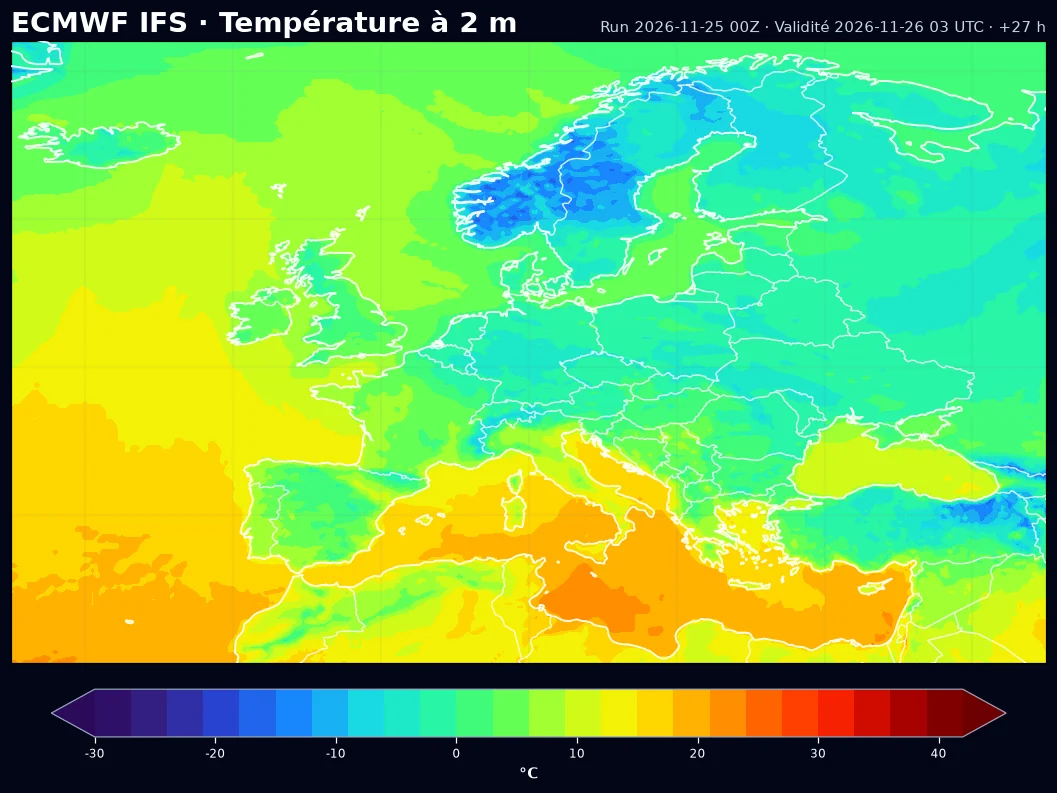 ECMWF IFS · Température à 2 m
Run 2026-11-25 00Z · Validité 2026-11-26 03 UTC · +27 h
-30 -20 -10 0 10 20 30 40
°C